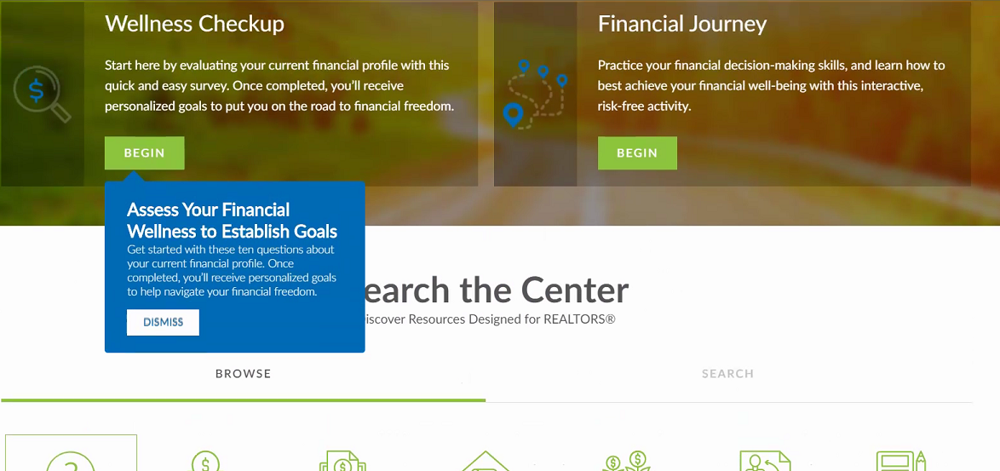 Wellness Checkup
Start here by evaluating your current financial profile with this
quick and easy survey. Once completed, you’ll receive
personalized goals to put you on the road to financial freedom.
BEGIN
Financial Journey
Practice your financial decision-making skills, and learn how to
best achieve your financial well-being with this interactive,
risk-free activity.
BEGIN
Assess Your Financial
Wellness to Establish Goals
Get started with these ten questions about
your current financial profile. Once
completed, you’ll receive personalized goals
to help navigate your financial freedom.
DISMISS
earch the Center
iscover Resources Designed for REALTORS®
BROWSE
SEARCH